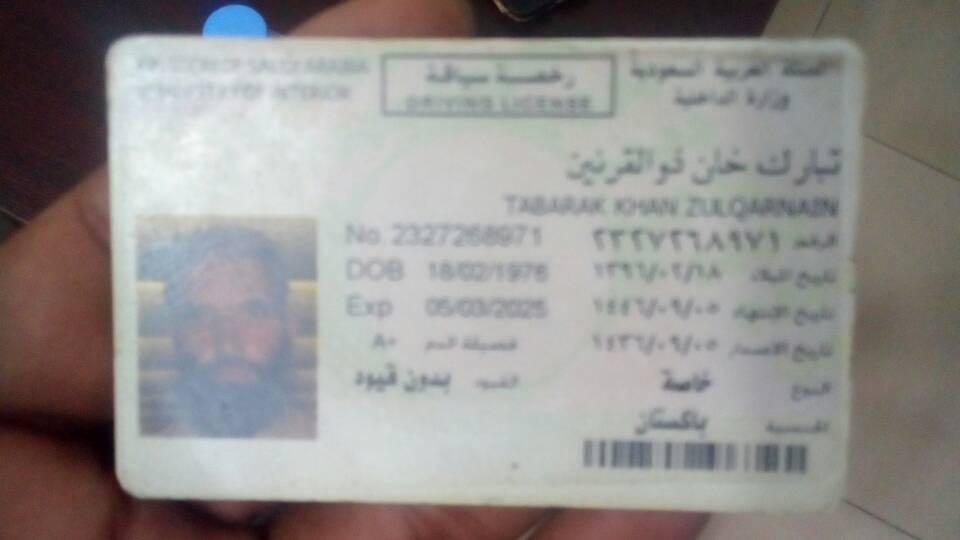 KINGDOM OF SAUDI ARABIA
MINISTRY OF INTERIOR
رخصة سياقة
DRIVING LICENSE
المملكة العربية السعودية
وزارة الداخلية
تبارك خان ذوالقرنين
TABARAK KHAN ZULQARNAIN
No. 2327268971 الرقم ٢٣٢٧٢٦٨٩٧١
DOB 18/02/1976 تاريخ الميلاد ١٣٩٦/٠٢/١٨
Exp 05/03/2025 تاريخ الانتهاء ١٤٤٦/٠٩/٠٥
A+ فصيلة الدم تاريخ الاصدار ١٤٣٦/٠٩/٠٥
النوع خاصة القيود بدون قيود
الجنسية باكستان